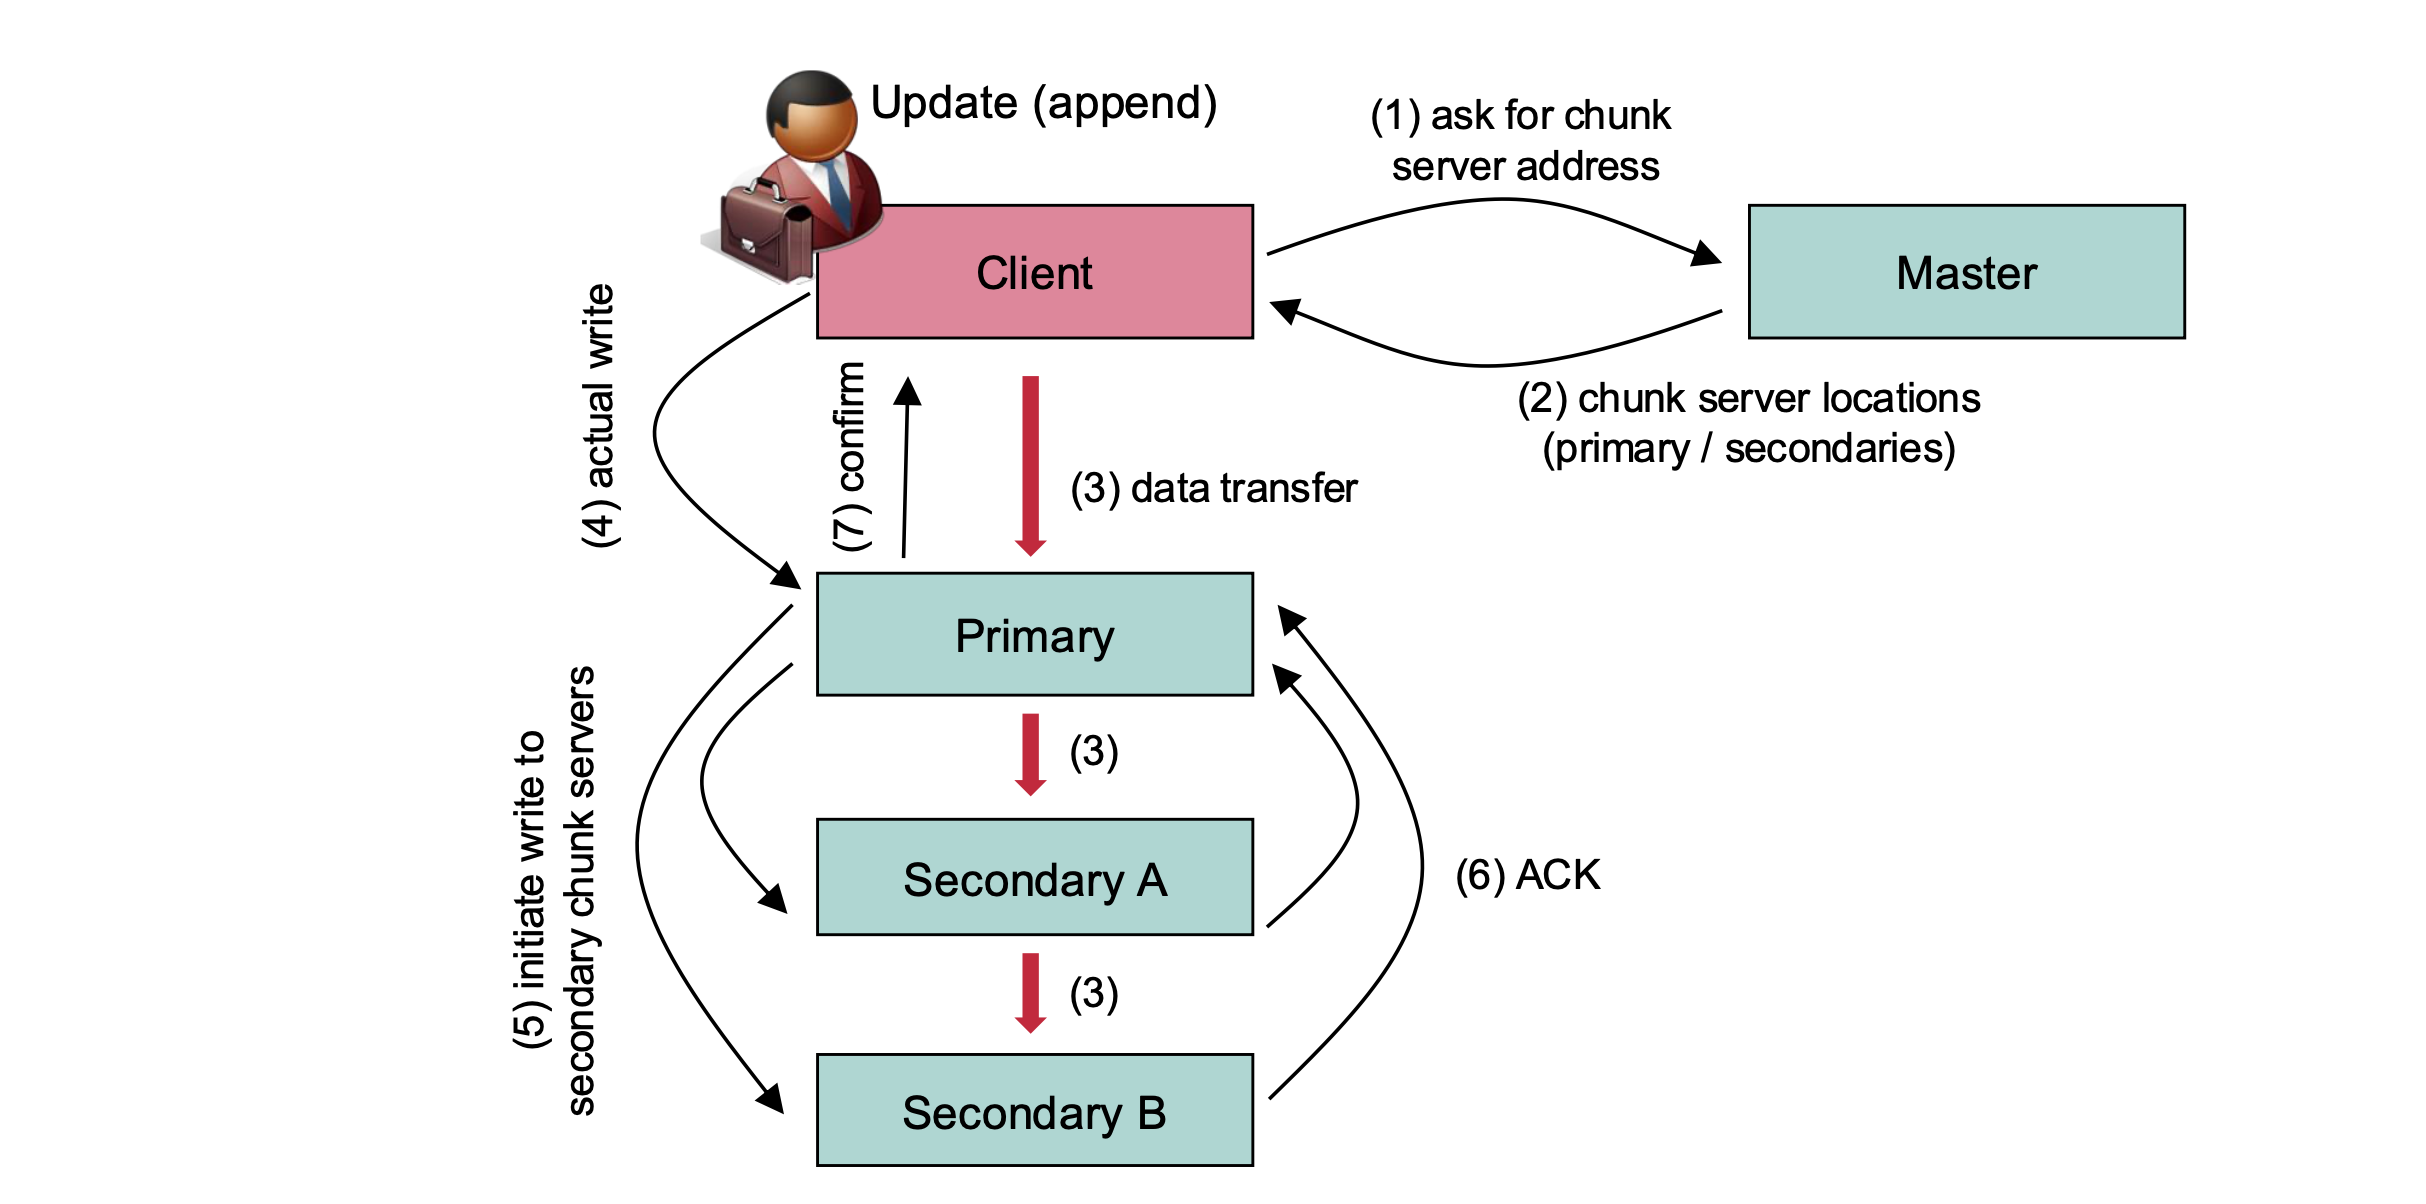 Update (append)
(1) ask for chunk
server address
Client
Master
(2) chunk server locations
(primary / secondaries)
(3) data transfer
(4) actual write
(7) confirm
Primary
(3)
(5) initiate write to
secondary chunk servers
Secondary A
(6) ACK
(3)
Secondary B